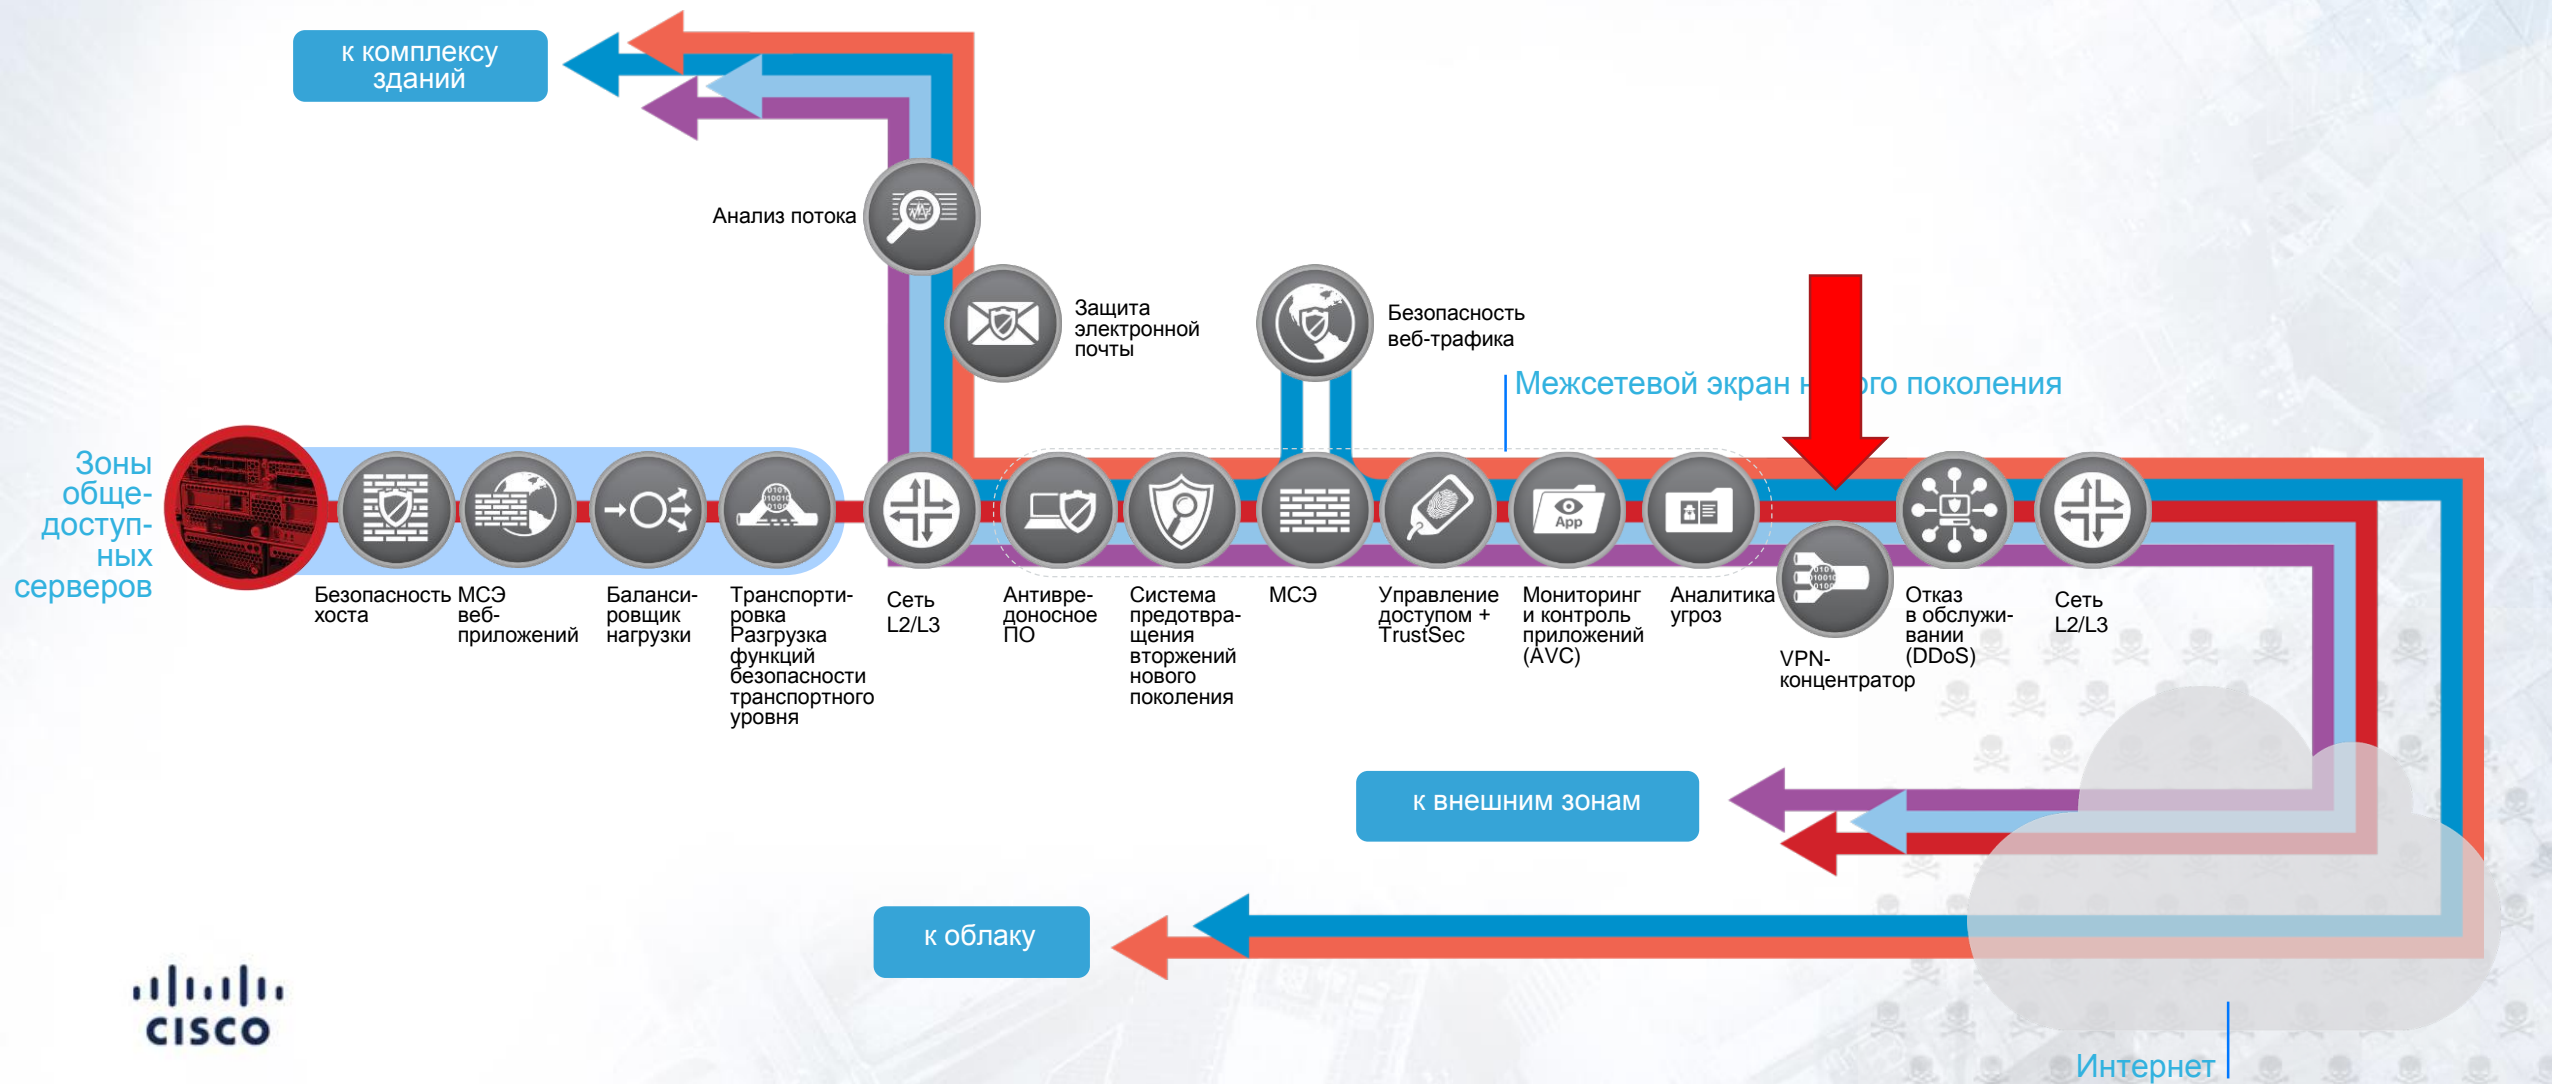 к комплексу
зданий
Анализ потока
Защита
электронной
почты
Безопасность
веб-трафика
Межсетевой экран н го поколения
Зоны
обще-
доступ-
ных
серверов
Безопасность
хоста
МСЭ
веб-
приложений
Баланси-
ровщик
нагрузки
Транспорти-
ровка
Разгрузка
функций
безопасности
транспортного
уровня
Сеть
L2/L3
Антивре-
доносное
ПО
Система
предотвра-
щения
вторжений
нового
поколения
МСЭ
Управление
доступом +
TrustSec
App
Мониторинг
и контроль
приложений
(AVC)
Аналитика
угроз
VPN-
концентратор
Отказ
в обслужи-
вании
(DDoS)
Сеть
L2/L3
к внешним зонам
к облаку
CISCO
Интернет